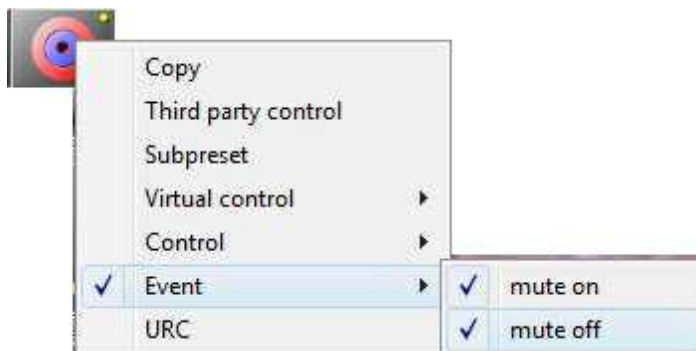 Copy
Third party control
Subpreset
Virtual control
Control
Event
mute on
URC
mute off